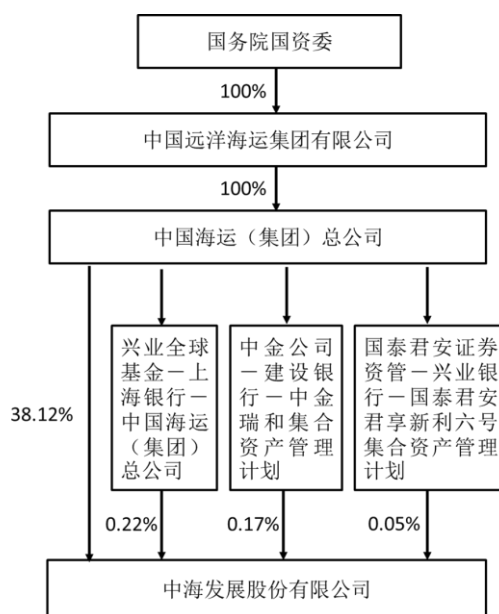 国务院国资委
100%
中国远洋海运集团有限公司
100%
中国海运（集团）总公司
38.12%
兴业全球
基金－上
海银行－
中国海运
（集团）
总公司
中金公司
－建设银
行－中金
瑞和集合
资产管理
计划
国泰君安证券
资管－兴业银
行－国泰君安
君享新利六号
集合资产管理
计划
0.22%
0.17%
0.05%
中海发展股份有限公司